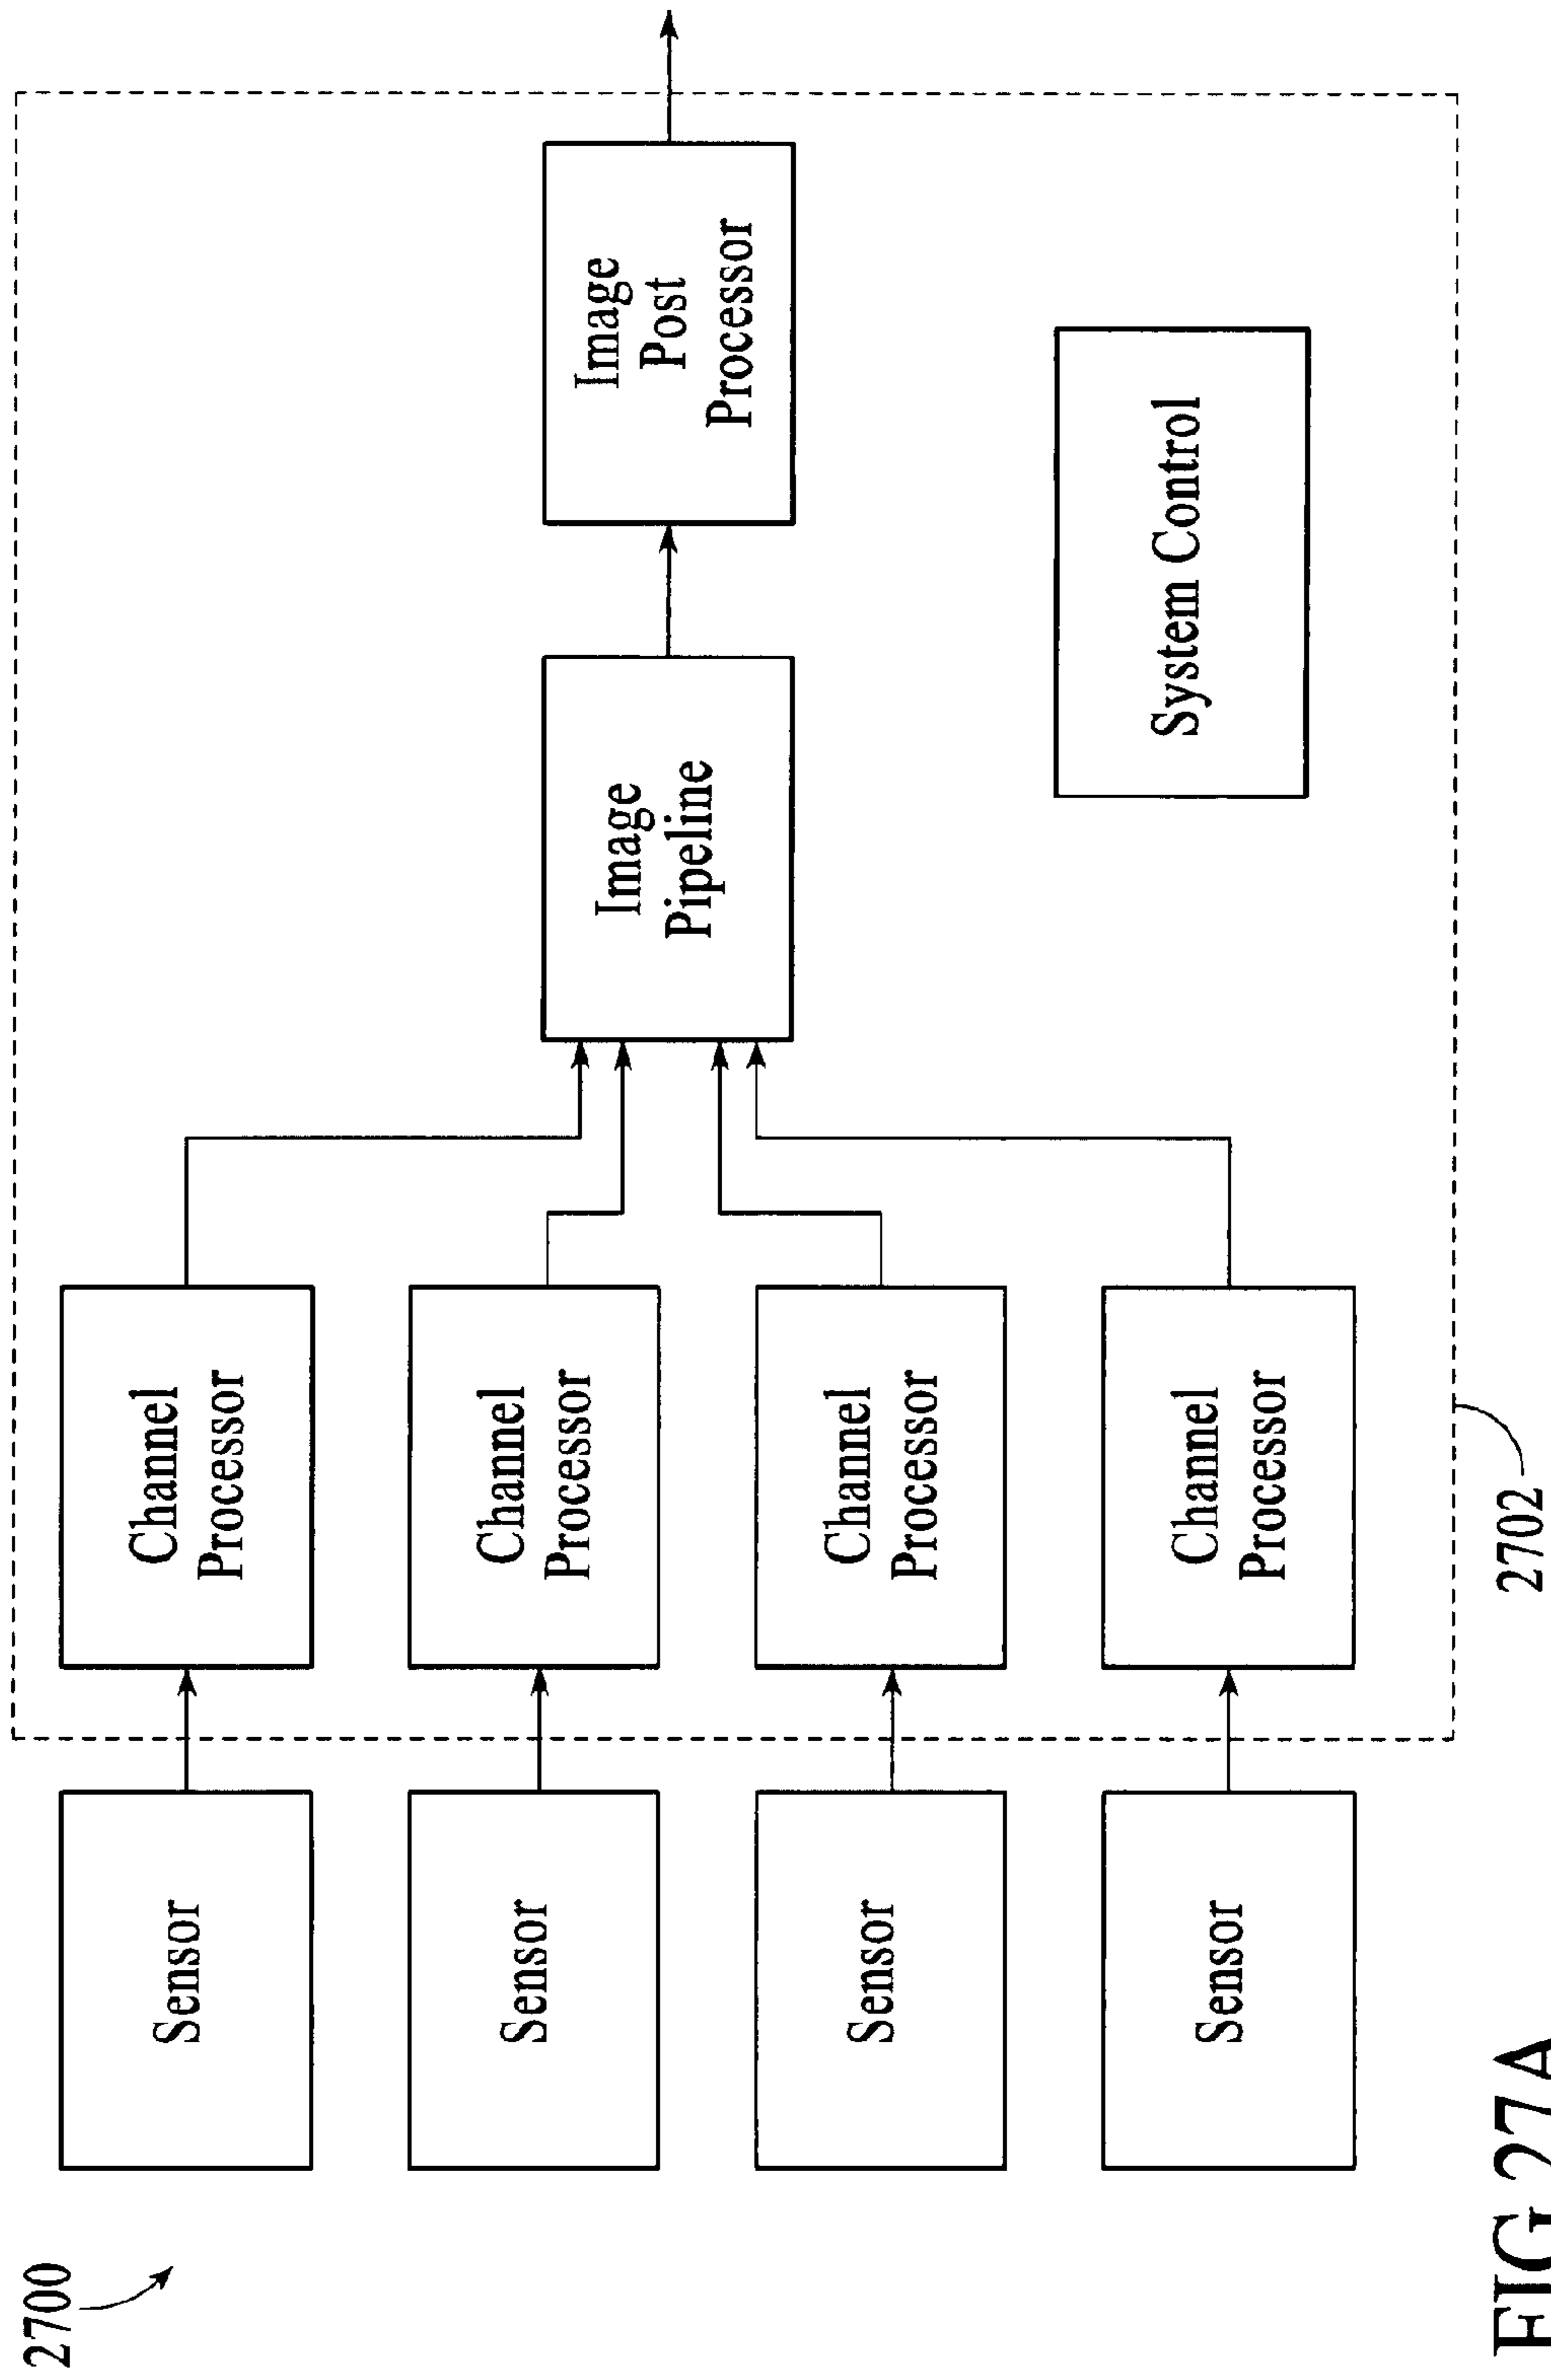 2700
Sensor
Channel
Processor
Sensor
Channel
Processor
Image
Pipeline
Image
Post
Processor
Sensor
Channel
Processor
Sensor
Channel
Processor
System Control
2702
FIG 27A